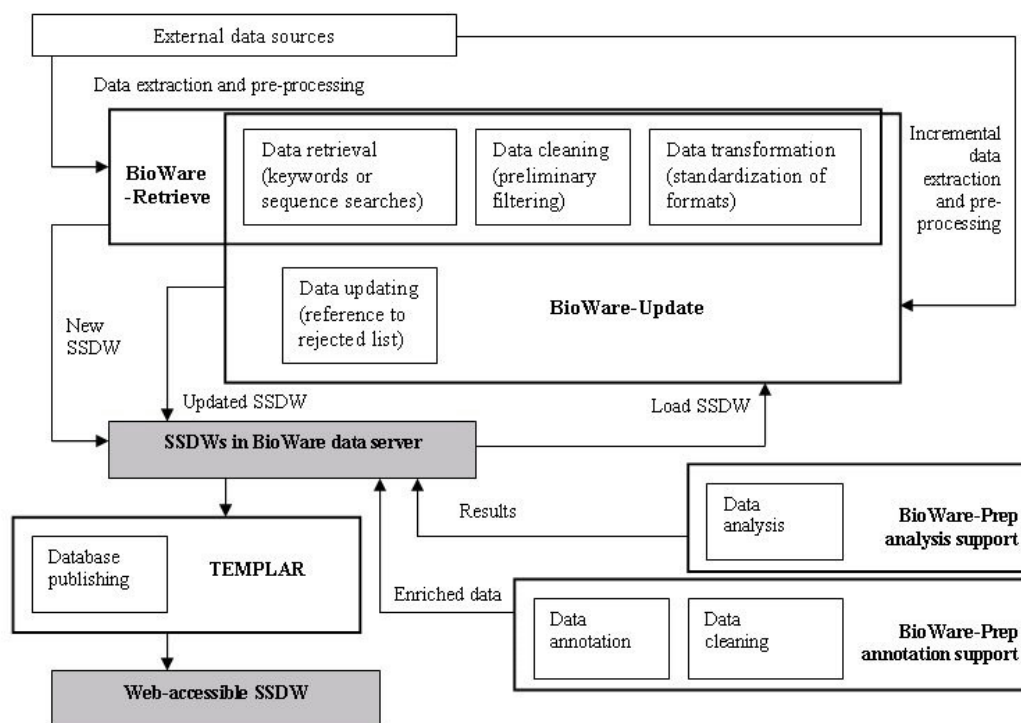 External data sources
Data extraction and pre-processing
BioWare
-Retrieve
Data retrieval
(keywords or
sequence searches)
Data cleaning
(preliminary
filtering)
Data transformation
(standardization of
formats)
Incremental
data
extraction
and pre-
processing
Data updating
(reference to
rejected list)
BioWare-Update
New
SSDW
Updated SSDW
Load SSDW
SSDWs in BioWare data server
Results
Data
analysis
BioWare-Prep
analysis support
Database
publishing
TEMPLAR
Enriched data
Data
annotation
Data
cleaning
BioWare-Prep
annotation support
Web-accessible SSDW